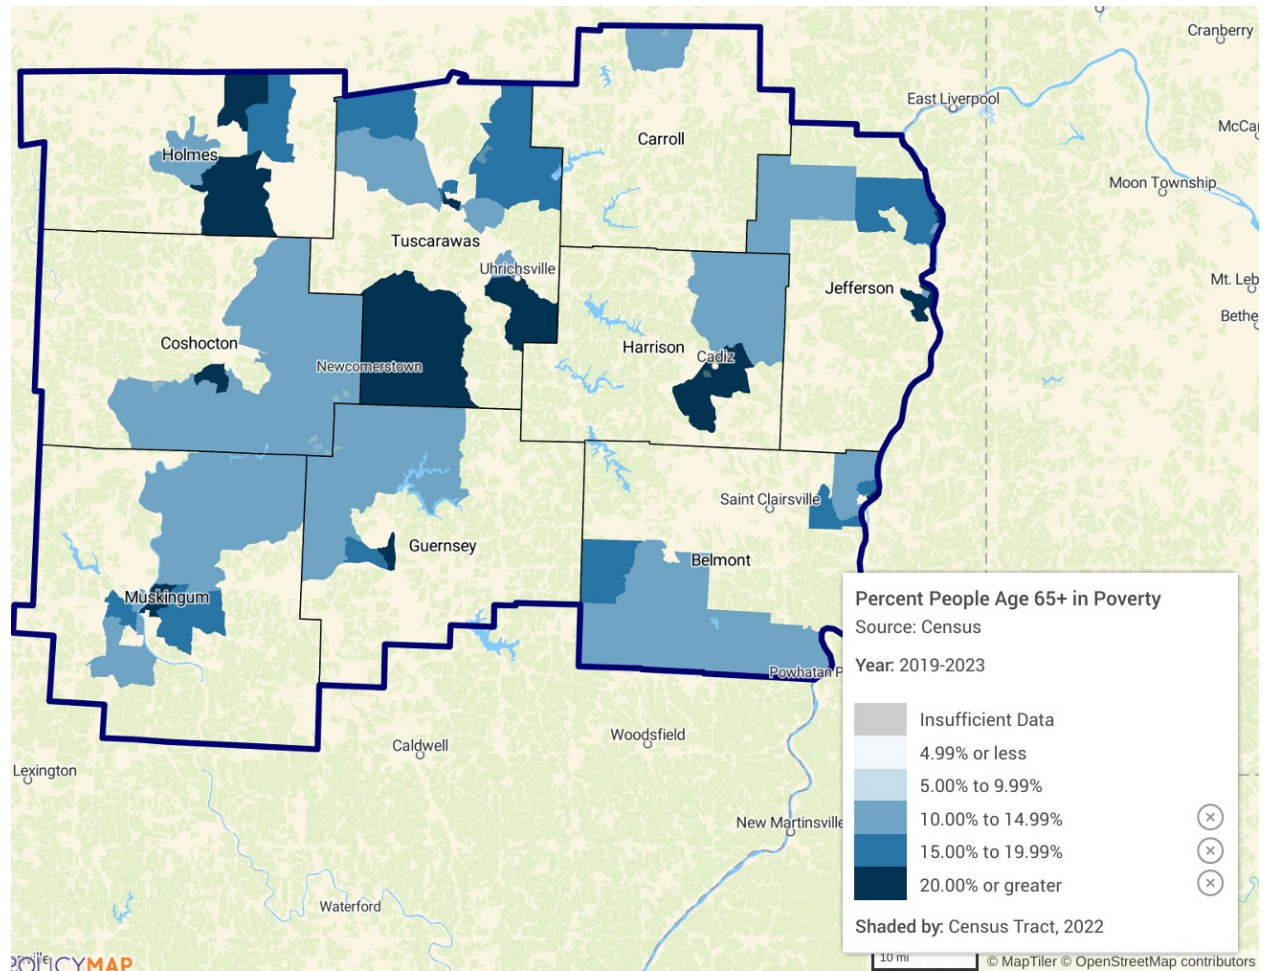 Cranberry
East Liverpool
McCa
Carroll
Holmes
Moon Township
Tuscarawas
Uhrichsville
Mt. Leb
Jefferson
Bethe
Coshocton
Harrison
Cadiz
Newcomerstown
Saint Clairsville
Guernsey
Belmont
Muskingum
Powhatan P
Percent People Age 65+ in Poverty
Source: Census
Year: 2019-2023
Insufficient Data
4.99% or less
5.00% to 9.99%
10.00% to 14.99%
15.00% to 19.99%
20.00% or greater
Shaded by: Census Tract, 2022
Woodsfield
Caldwell
Lexington
New Martinsville
Waterford
POLICYMAP
10 mi
© MapTiler © OpenStreetMap contributors